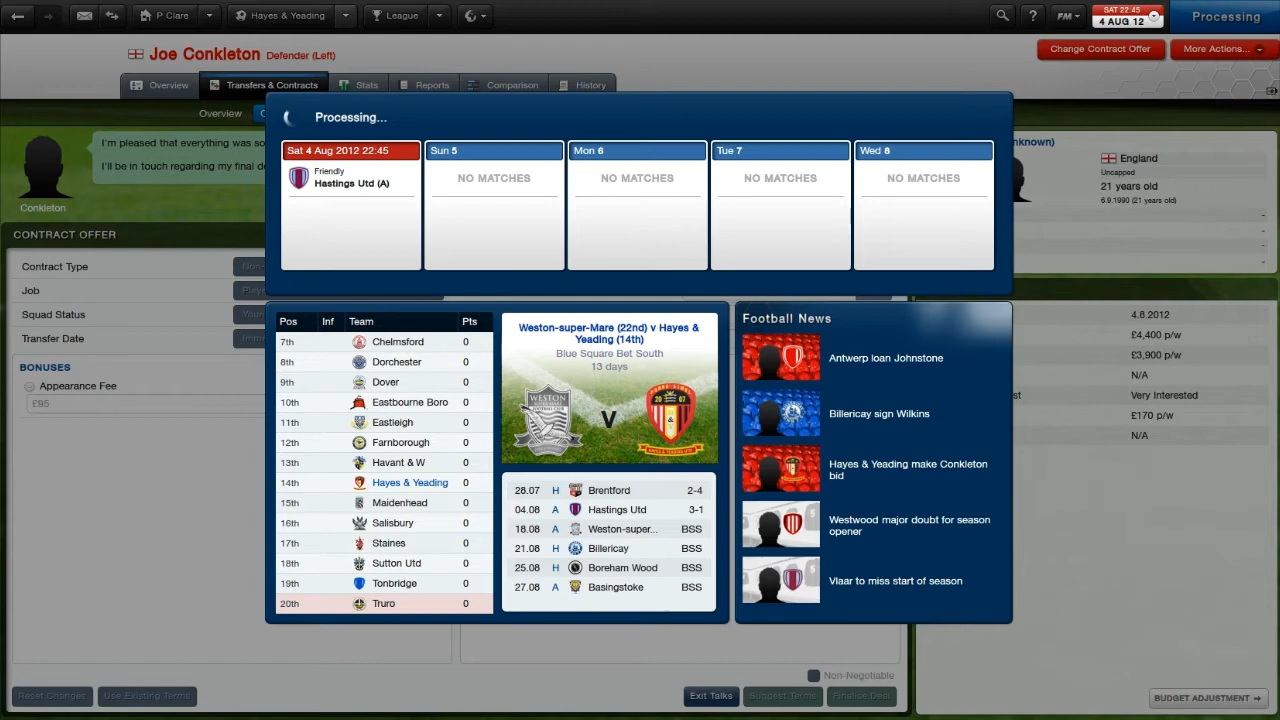 P Clare
Hayes & Yeading
League
?
FM
SAT 22:45
4 AUG 12
Processing
Joe Conkleton Defender (Left)
Change Contract Offer
More Actions...
Overview
Transfers & Contracts
Stats
Reports
Comparison
History
Overview
I'm pleased that everything was so
I'll be in touch regarding my final de
Conkleton
Processing...
Sat 4 Aug 2012 22:45
Sun 5
Mon 6
Tue 7
Wed 8
Friendly
Hastings Utd (A)
NO MATCHES
NO MATCHES
NO MATCHES
NO MATCHES
nknown)
England
Uncapped
21 years old
6.9.1990 (21 years old)
CONTRACT OFFER
Contract Type
Non-
Job
Playe
Squad Status
Youn
Transfer Date
Imme
BONUSES
Appearance Fee
£95
Pos Inf Team Pts
7th Chelmsford 0
8th Dorchester 0
9th Dover 0
10th Eastbourne Boro 0
11th Eastleigh 0
12th Farnborough 0
13th Havant & W 0
14th Hayes & Yeading 0
15th Maidenhead 0
16th Salisbury 0
17th Staines 0
18th Sutton Utd 0
19th Tonbridge 0
20th Truro 0
Weston-super-Mare (22nd) v Hayes &
Yeading (14th)
Blue Square Bet South
13 days
WESTON
V
20 07
&
HAYES & YEADING UTD
28.07 H Brentford 2-4
04.08 A Hastings Utd 3-1
18.08 A Weston-super... BSS
21.08 H Billericay BSS
25.08 H Boreham Wood BSS
27.08 A Basingstoke BSS
Football News
Antwerp loan Johnstone
Billericay sign Wilkins
Hayes & Yeading make Conkleton
bid
Westwood major doubt for season
opener
Vlaar to miss start of season
4.8.2012
£4,400 p/w
£3,900 p/w
N/A
st Very Interested
£170 p/w
N/A
Non-Negotiable
Reset Changes
Use Existing Terms
Exit Talks
Suggest Terms
Finalise Deal
BUDGET ADJUSTMENT